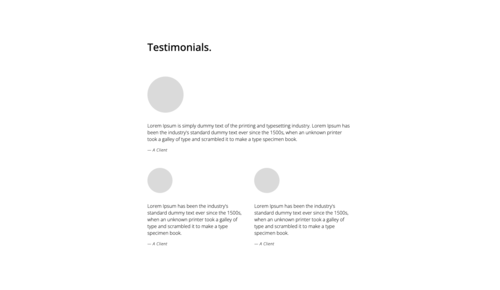 Testimonials.
Lorem Ipsum is simply dummy text of the printing and typesetting industry. Lorem Ipsum has
been the industry's standard dummy text ever since the 1500s, when an unknown printer
took a galley of type and scrambled it to make a type specimen book.
— A Client
Lorem Ipsum has been the industry's
standard dummy text ever since the 1500s,
when an unknown printer took a galley of
type and scrambled it to make a type
specimen book.
— A Client
Lorem Ipsum has been the industry's
standard dummy text ever since the 1500s,
when an unknown printer took a galley of
type and scrambled it to make a type
specimen book.
— A Client